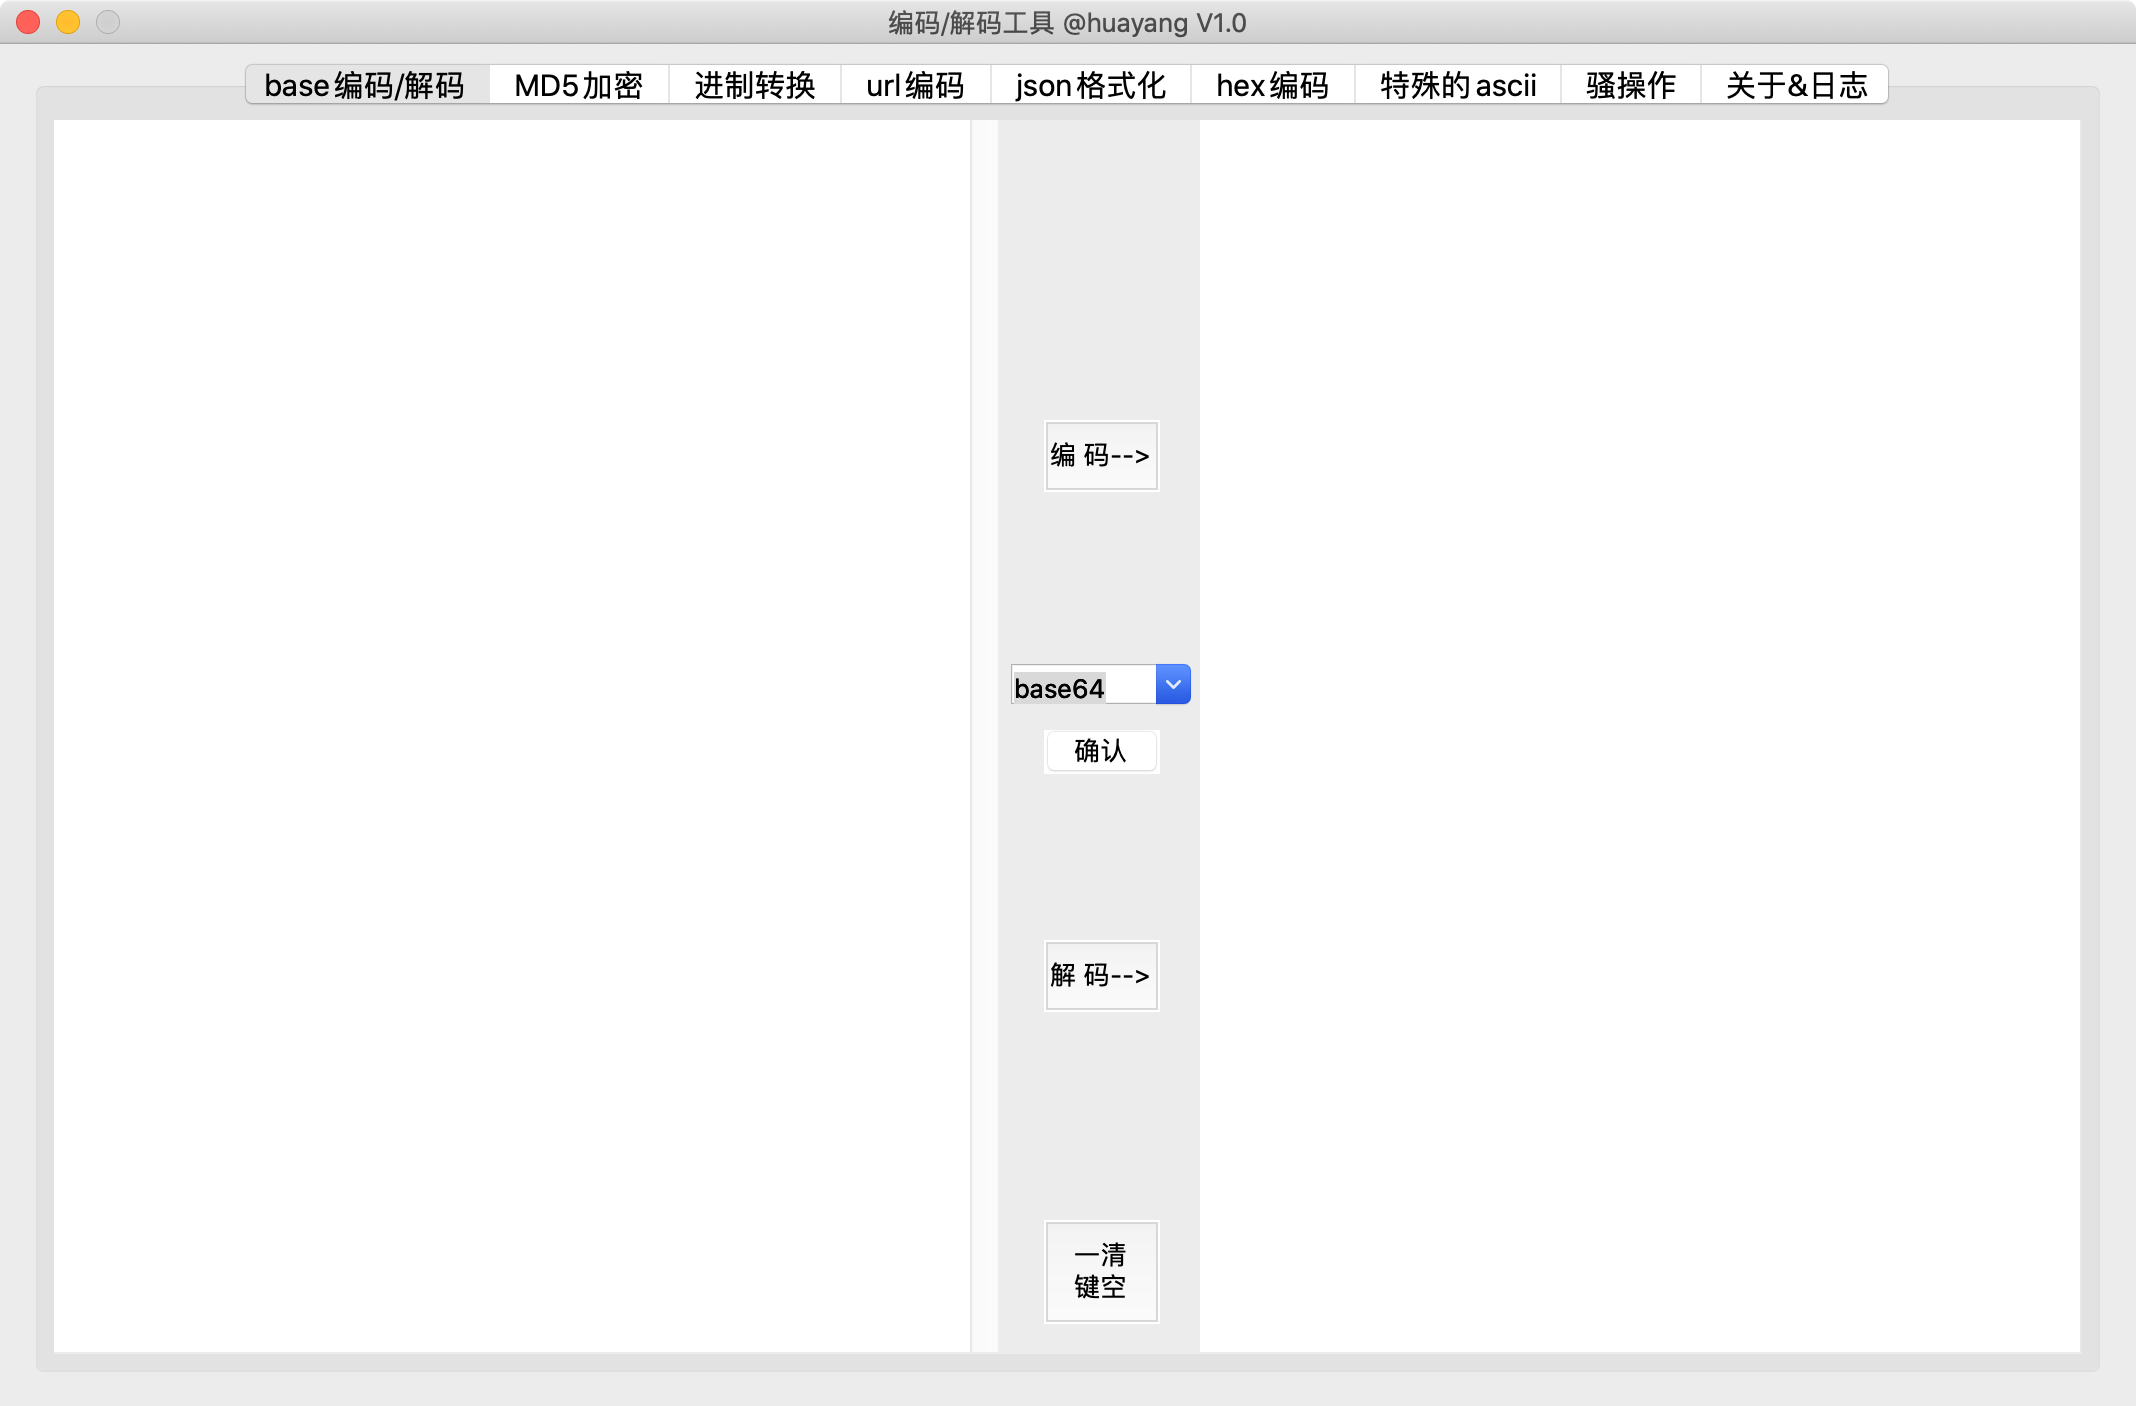 编码/解码工具 @huayang V1.0
base编码/解码 MD5加密 进制转换 url编码 json格式化 hex编码 特殊的ascii 骚操作 关于&日志
编 码-->
base64
确认
解 码-->
一清
键空